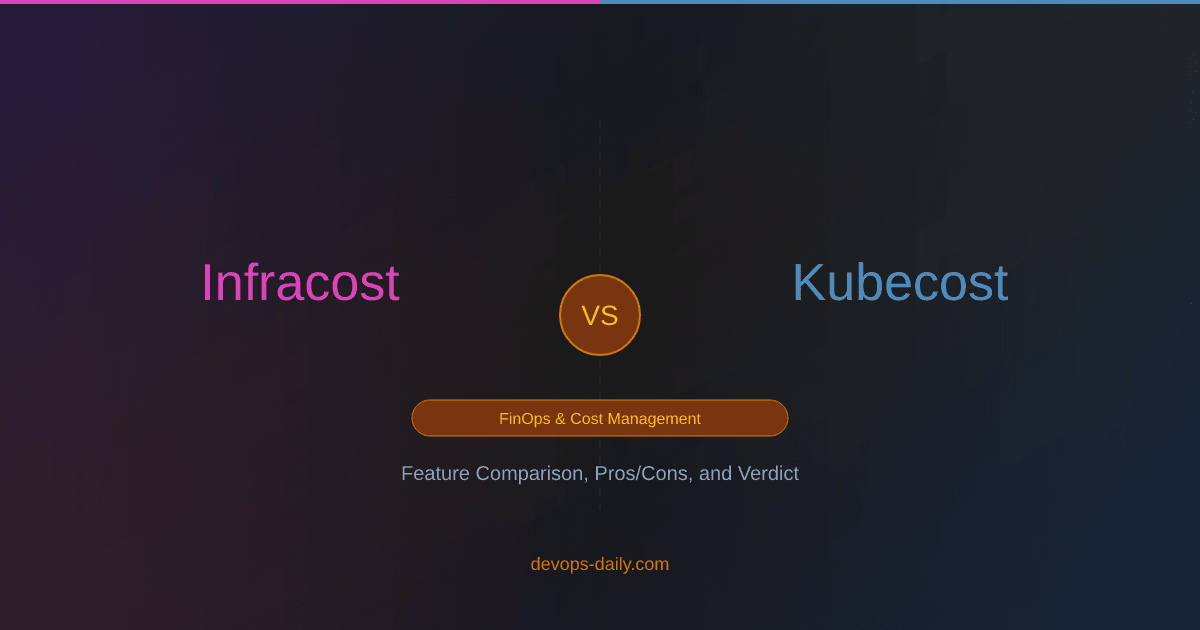 Infracost
VS
Kubecost
FinOps & Cost Management
Feature Comparison, Pros/Cons, and Verdict
devops-daily.com